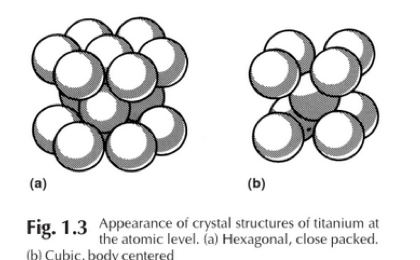 (a) (b)
Fig. 1.3 Appearance of crystal structures of titanium at
the atomic level. (a) Hexagonal, close packed.
(b) Cubic, body centered